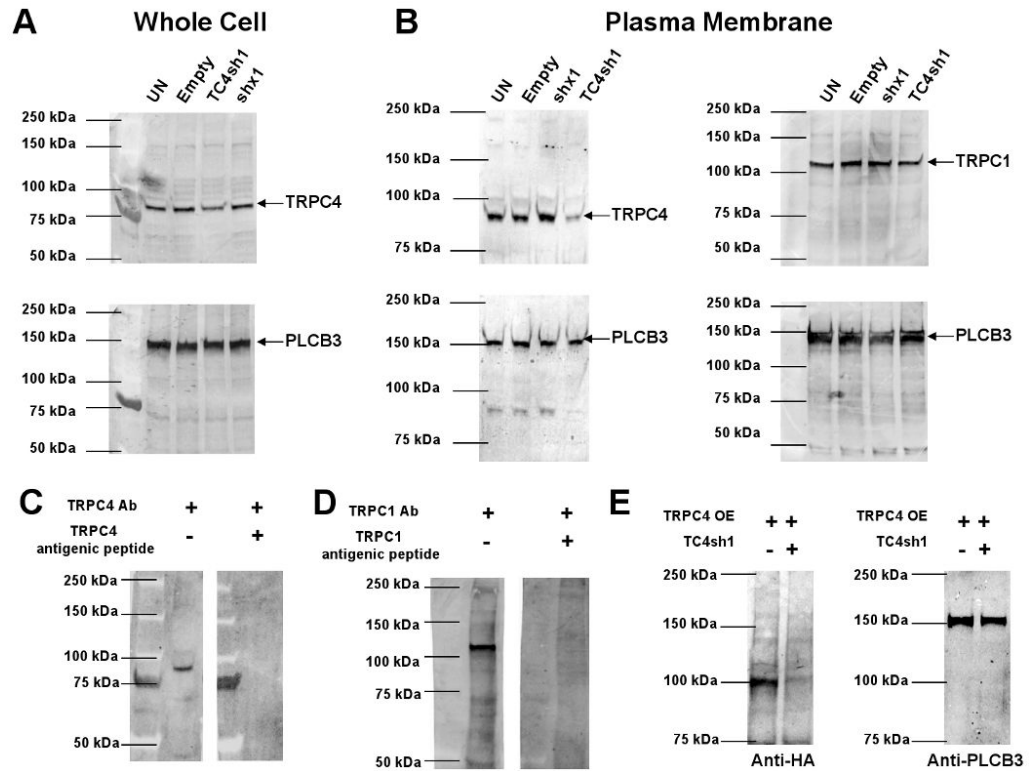 A Whole Cell
UN Empty TC4sh1 shx1
250 kDa
150 kDa
100 kDa
TRPC4
75 kDa
50 kDa
250 kDa
150 kDa
PLCB3
100 kDa
75 kDa
50 kDa
B Plasma Membrane
UN Empty shx1 TC4sh1
250 kDa
150 kDa
100 kDa
TRPC4
75 kDa
250 kDa
150 kDa
PLCB3
100 kDa
75 kDa
UN Empty shx1 TC4sh1
250 kDa
150 kDa
TRPC1
100 kDa
75 kDa
50 kDa
250 kDa
150 kDa
PLCB3
100 kDa
75 kDa
50 kDa
C
TRPC4 Ab + +
TRPC4
antigenic peptide - +
250 kDa
150 kDa
100 kDa
75 kDa
50 kDa
D
TRPC1 Ab + +
TRPC1
antigenic peptide - +
250 kDa
150 kDa
100 kDa
75 kDa
50 kDa
E
TRPC4 OE + +
TC4sh1 - +
250 kDa
150 kDa
100 kDa
75 kDa
Anti-HA
TRPC4 OE + +
TC4sh1 - +
250 kDa
150 kDa
100 kDa
75 kDa
Anti-PLCB3